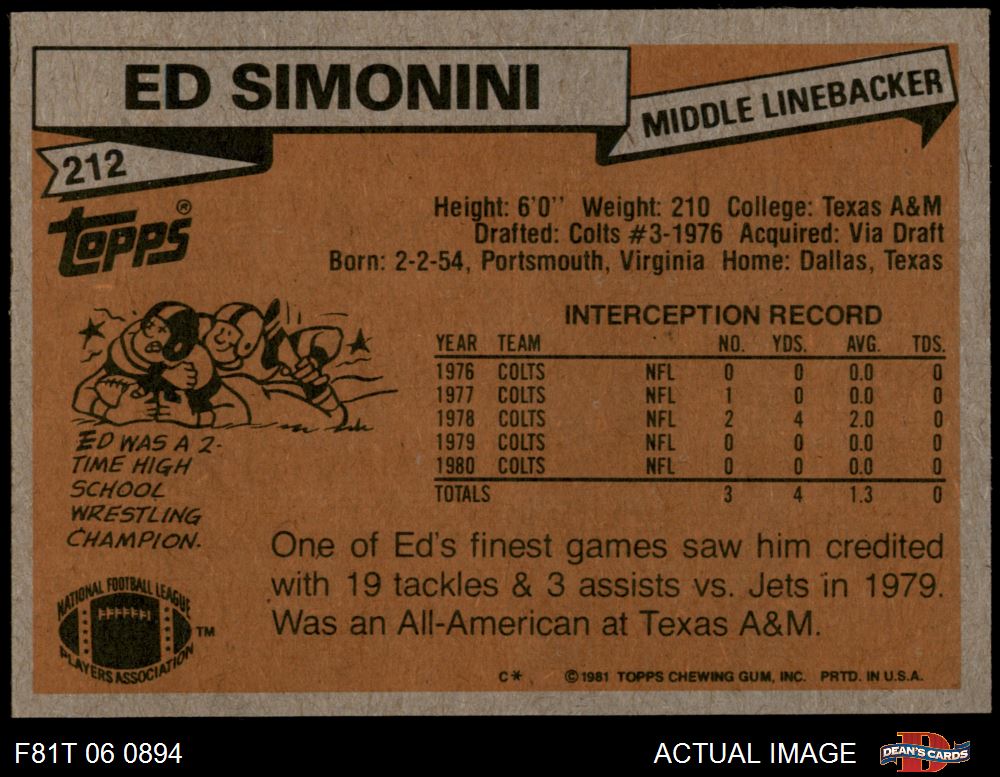 ED SIMONINI
MIDDLE LINEBACKER
212
Topps®
Height: 6'0" Weight: 210 College: Texas A&M
Drafted: Colts #3-1976 Acquired: Via Draft
Born: 2-2-54, Portsmouth, Virginia Home: Dallas, Texas
INTERCEPTION RECORD
YEAR TEAM NO. YDS. AVG. TDS.
1976 COLTS NFL 0 0 0.0 0
1977 COLTS NFL 1 0 0.0 0
1978 COLTS NFL 2 4 2.0 0
1979 COLTS NFL 0 0 0.0 0
1980 COLTS NFL 0 0 0.0 0
TOTALS 3 4 1.3 0
ED WAS A 2-
TIME HIGH
SCHOOL
WRESTLING
CHAMPION.
One of Ed's finest games saw him credited
with 19 tackles & 3 assists vs. Jets in 1979.
Was an All-American at Texas A&M.
NATIONAL FOOTBALL LEAGUE
PLAYERS ASSOCIATION
TM
C* ©1981 TOPPS CHEWING GUM, INC. PRTD. IN U.S.A.
F81T 06 0894
ACTUAL IMAGE
D
DEAN'S CARDS